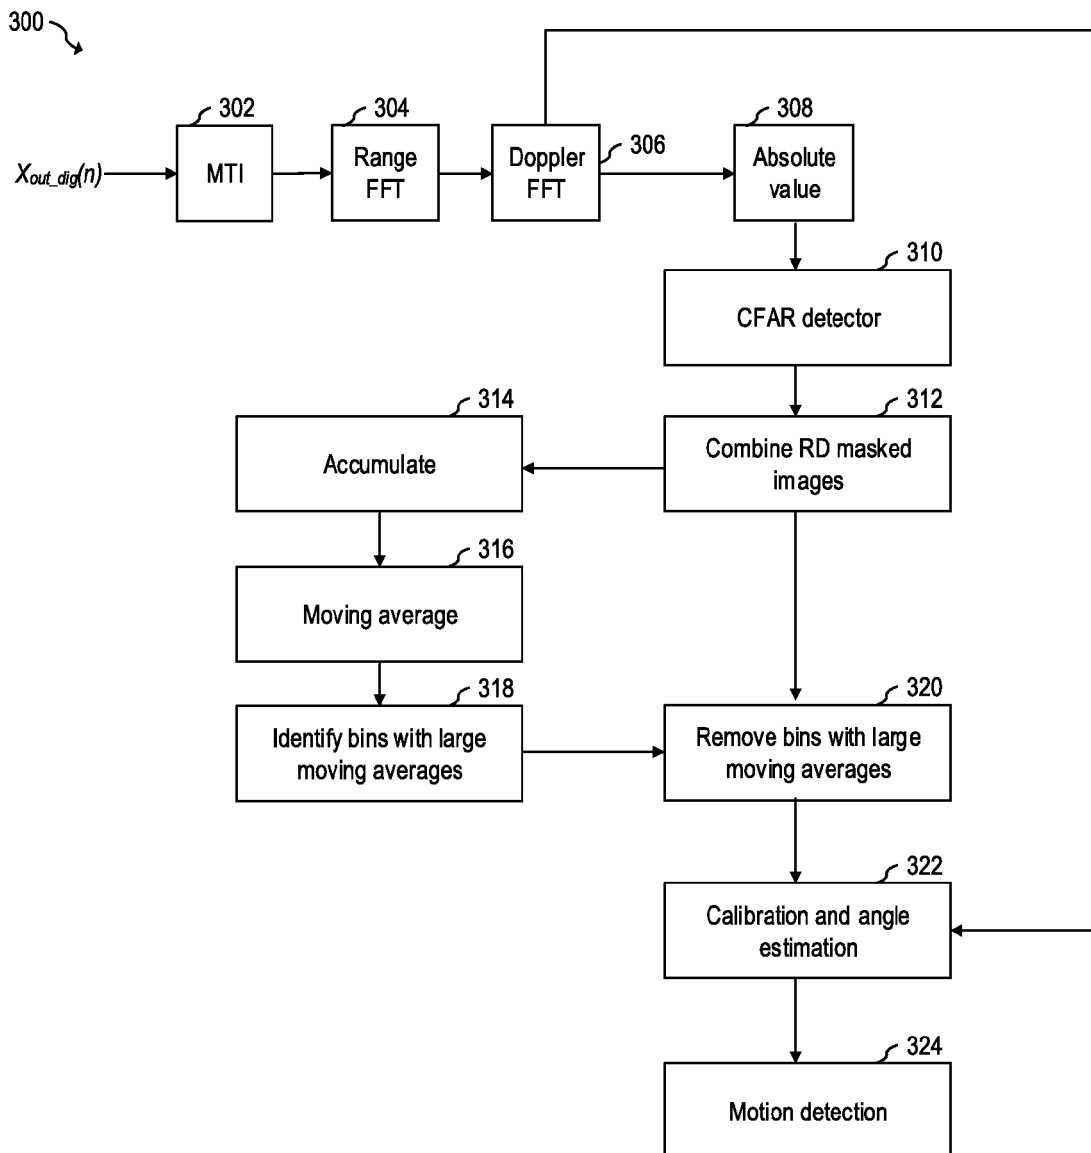 300
302
304
306
308
X_out_dig(n)
MTI
Range
FFT
Doppler
FFT
Absolute
value
310
CFAR detector
314
312
Accumulate
Combine RD masked
images
316
Moving average
318
320
Identify bins with large
moving averages
Remove bins with large
moving averages
322
Calibration and angle
estimation
324
Motion detection